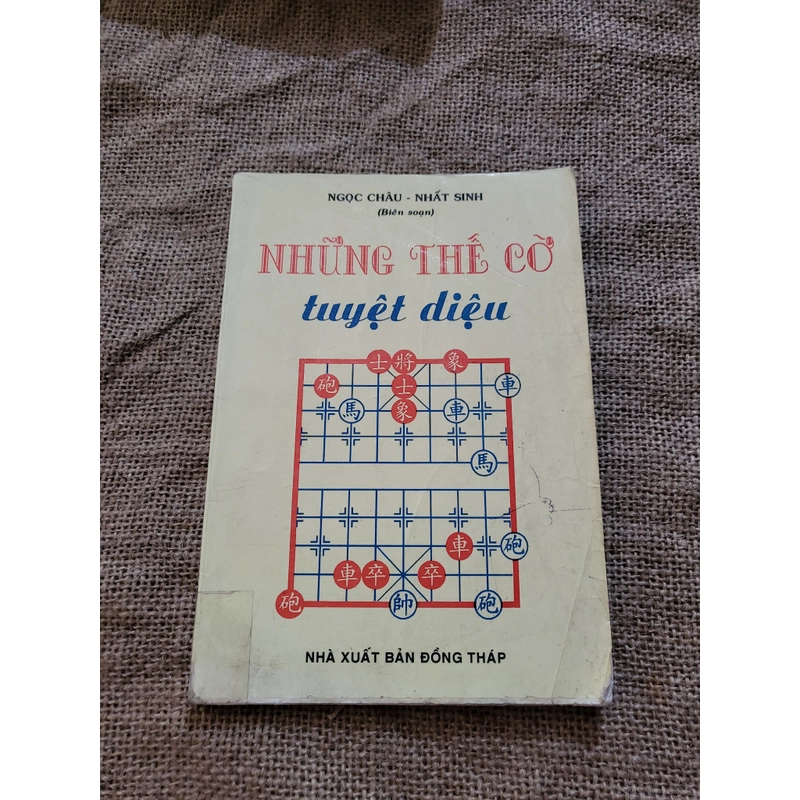 NGỌC CHÂU - NHẤT SINH
(Biên soạn)
NHỮNG THẾ CỜ
tuyệt diệu
士 將 象
砲 士 車
馬 象 車
馬
車 砲
車 卒 卒
砲 帥 砲
NHÀ XUẤT BẢN ĐỒNG THÁP